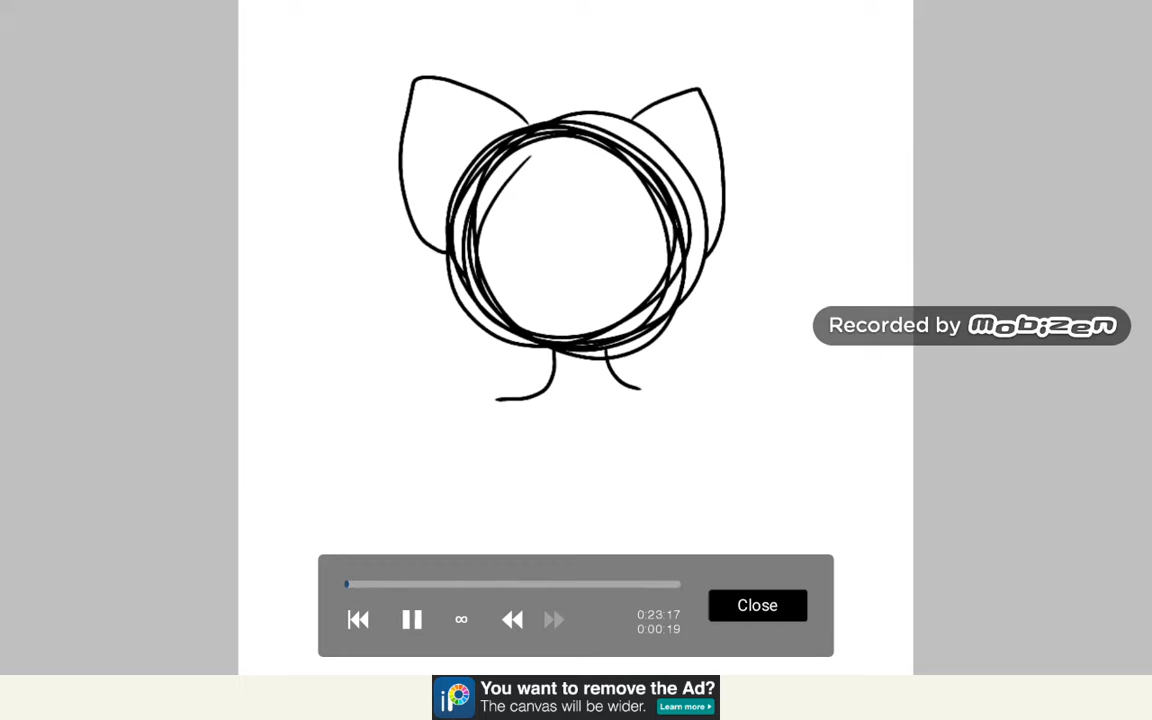 Recorded by mobizen
0:23:17
0:00:19
Close
iP
You want to remove the Ad?
The canvas will be wider.
Learn more